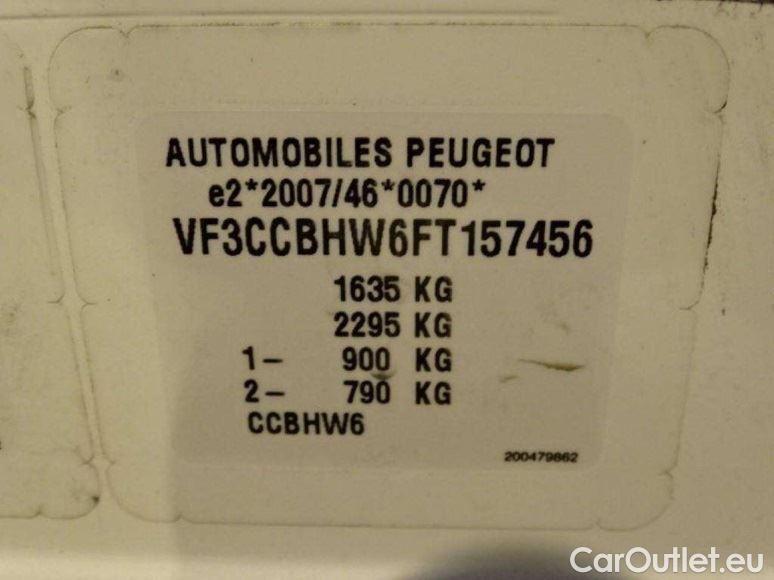 AUTOMOBILES PEUGEOT
e2*2007/46*0070*
VF3CCBHW6FT157456
1635 KG
2295 KG
1- 900 KG
2- 790 KG
CCBHW6
200479862
CarOutlet.eu